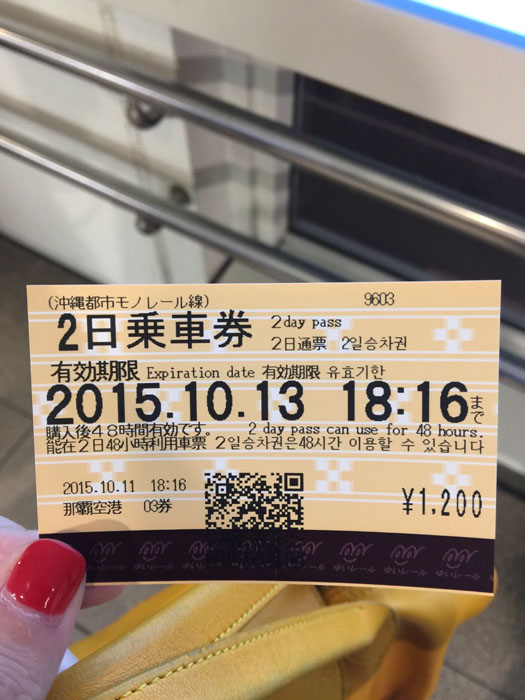 (沖縄都市モノレール線) 9603
2日乗車券 2day pass
2日通票 2일승차권
有効期限 Expiration date 有効期限 유효기한
2015.10.13 18:16まで
購入後48時間有効です。 2 day pass can use for 48 hours.
能在2日48小時利用車票 2일승차권은48시간 이용할 수 있습니다
2015.10.11 18:16
那覇空港 03券 ¥1,200